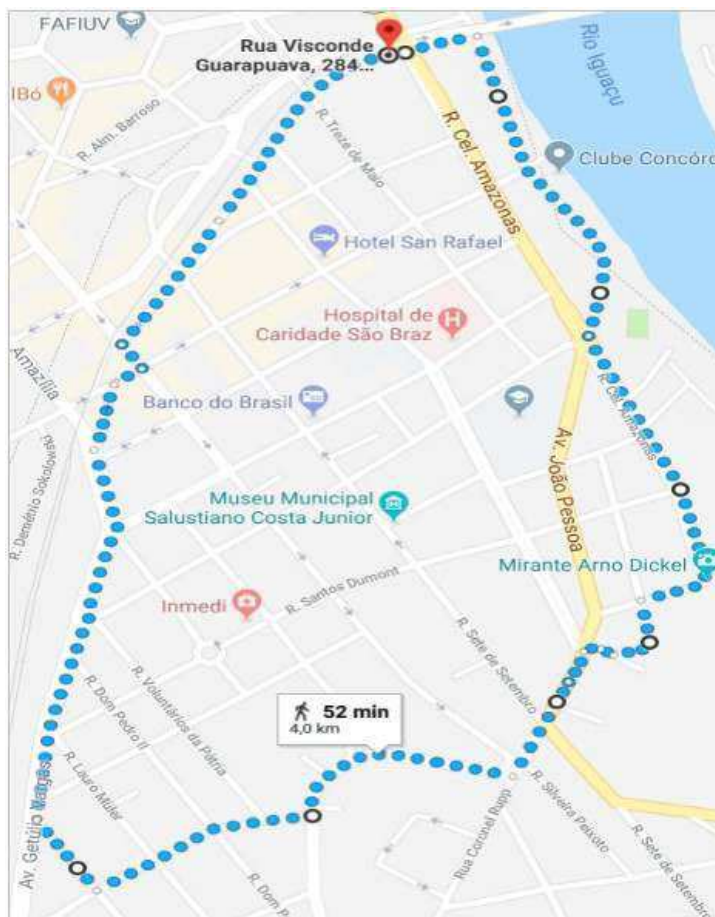 FAFIUV
Rua Visconde
Guarapuava, 284...
Rio Iguaçu
IBó
R. Alm. Barroso
R. Treze de Maio
R. Cel. Amazonas
Clube Concórd
Hotel San Rafael
Hospital de
Caridade São Braz
Amazília
Banco do Brasil
R. Cel. Amazonas
R. Demétrio Sokolowski
Museu Municipal
Salustiano Costa Junior
Av. João Pessoa
Mirante Arno Dickel
R. Santos Dumont
Inmedi
R. Sete de Setembro
R. Voluntários da Pátria
R. Dom Pedro II
52 min
4,0 km
Av. Getúlio Vargas
R. Lauro Müler
R. Silveira Peixoto
Rua Coronal Rupp
R. Sete de Setembro
R. Dom P